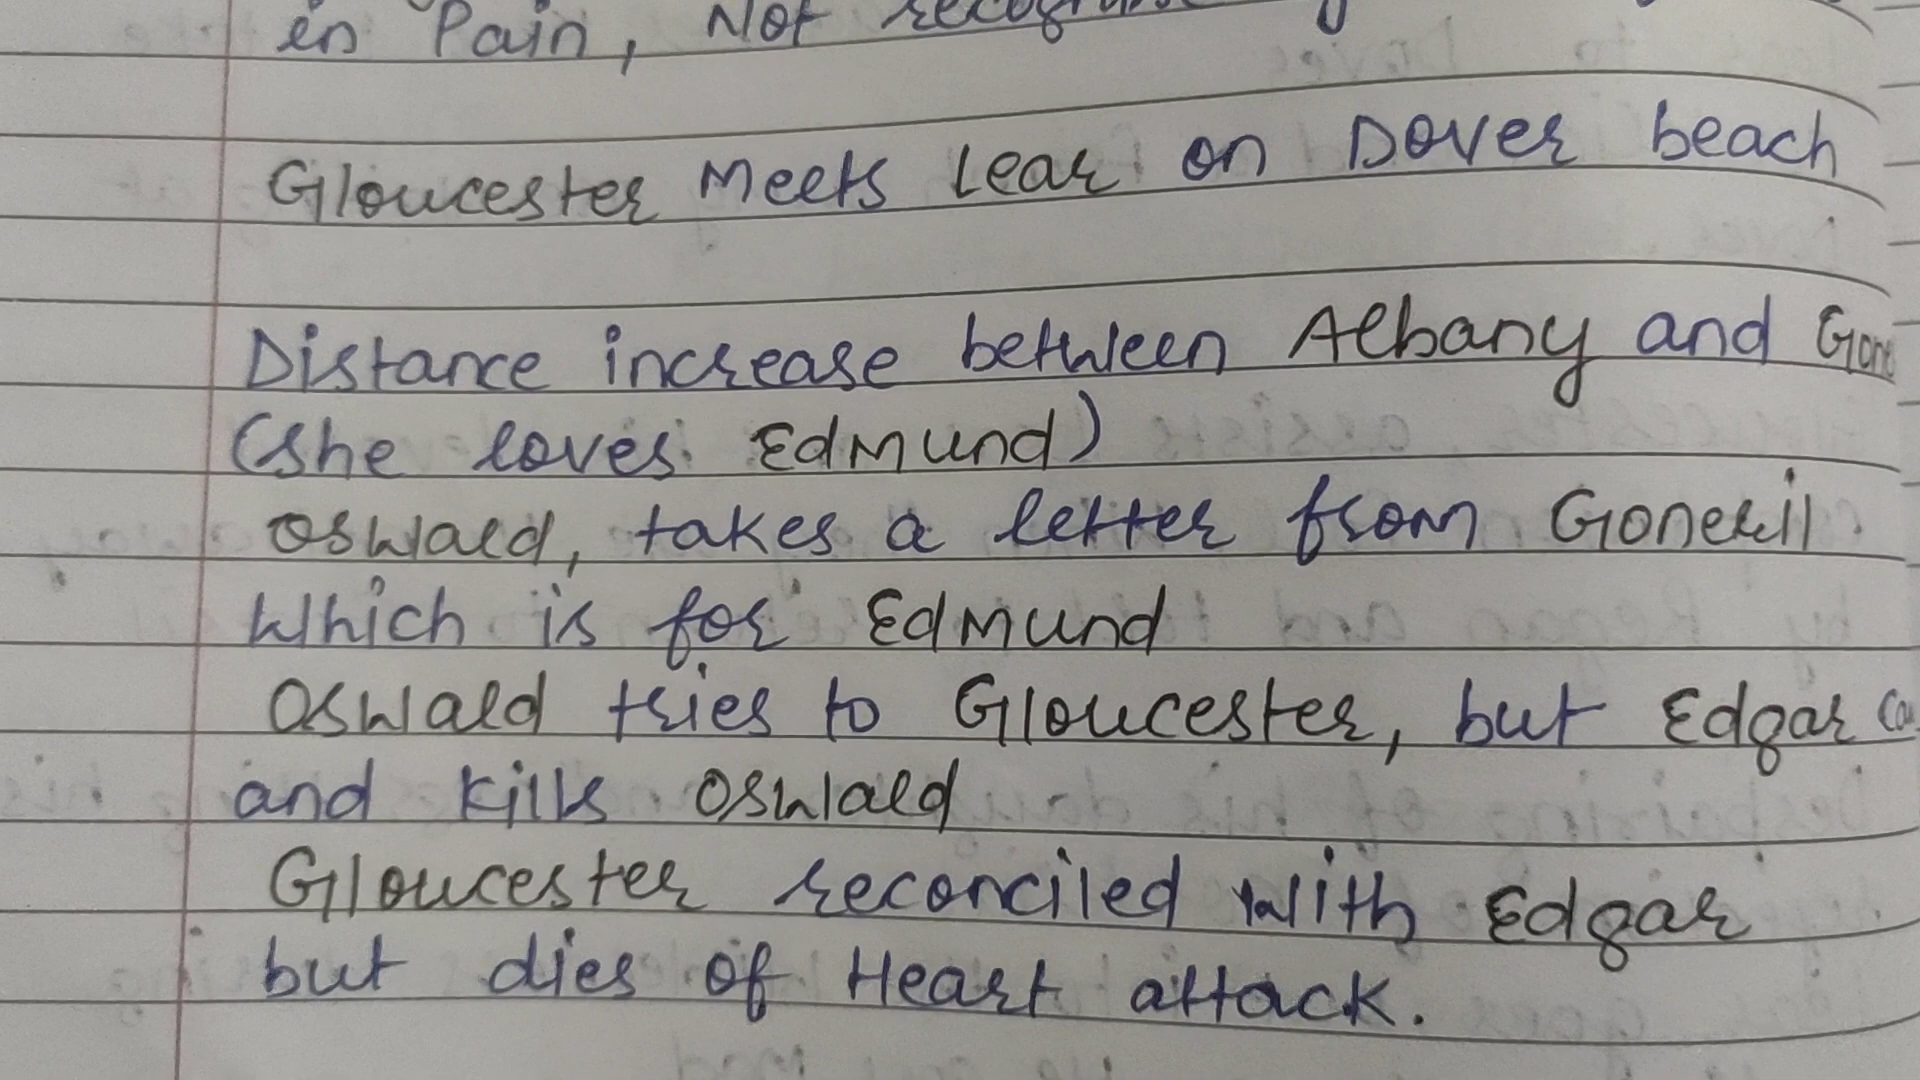 in Pain, Not
Gloucester Meets Lear on Dover beach
Distance increase between Albany and
(she loves Edmund)
Oswald, takes a letter from Goneril
Which is for Edmund
Oswald tries to Gloucester, but Edgar
and kills Oswald
Gloucester reconciled with Edgar
but dies of Heart attack.